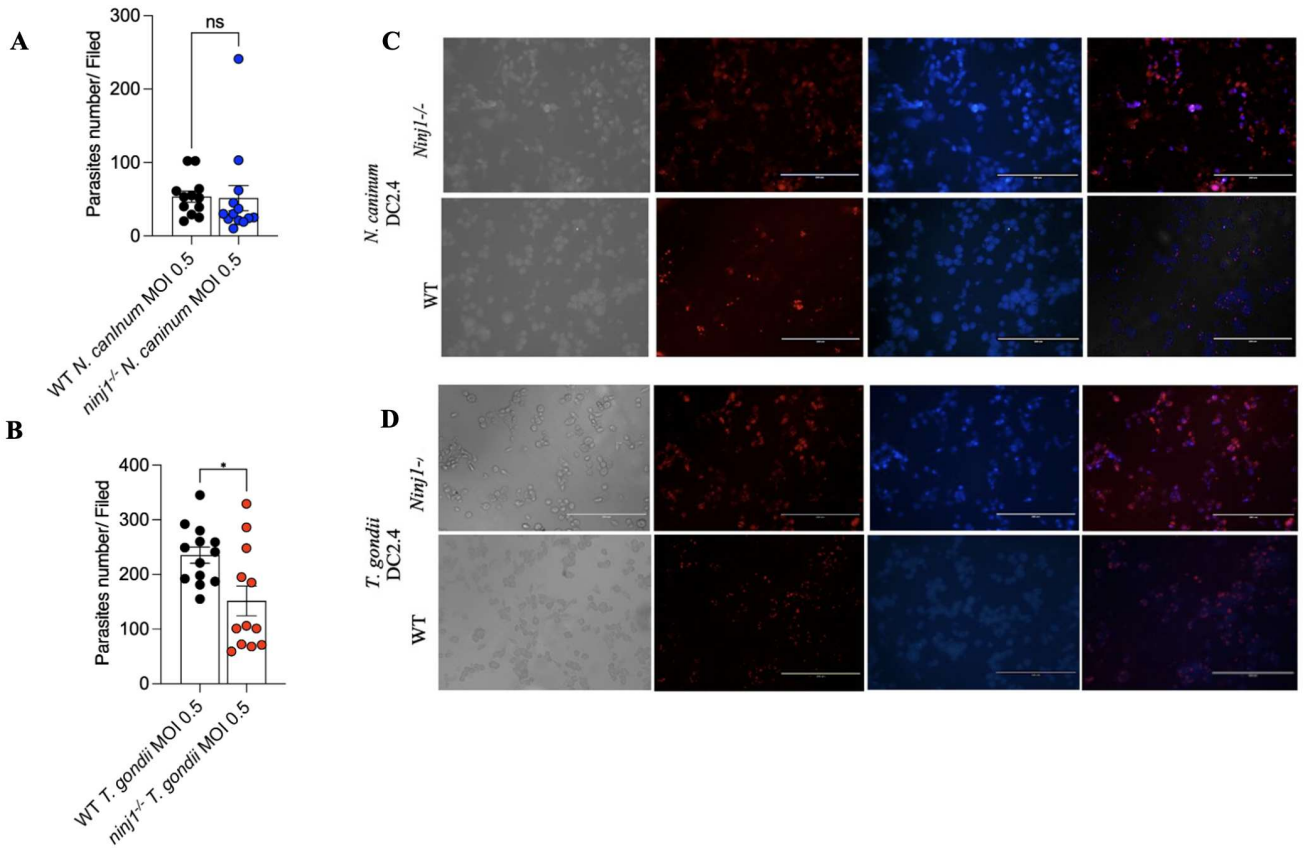 A
Parasites number/ Filed
300
200
100
0
ns
WT N. canInum MOI 0.5
ninj1-/- N. caninum MOI 0.5
B
Parasites number/ Filed
400
300
200
100
0
*
WT T. gondii MOI 0.5
ninj1-/- T. gondii MOI 0.5
C
N. caninum
DC2.4
Ninj1-/-
WT
D
T. gondii
DC2.4
Ninj1-/
WT